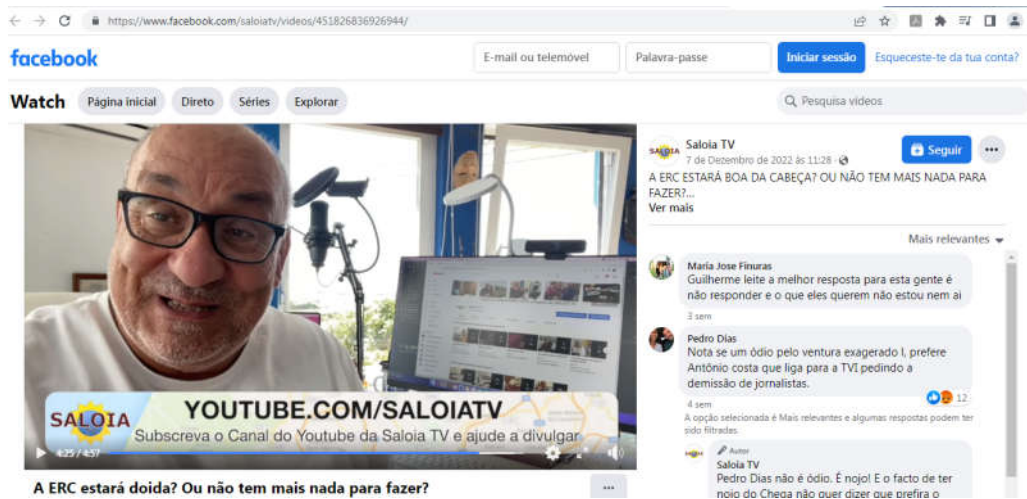 https://www.facebook.com/saloiatv/videos/451826836926944/
facebook
E-mail ou telemóvel
Palavra-passe
Iniciar sessão
Esqueceste-te da tua conta?
Watch
Página inicial
Direto
Séries
Explorar
Pesquisa vídeos
SALOIA
YOUTUBE.COM/SALOIATV
Subscreva o Canal do Youtube da Saloia TV e ajude a divulgar
4:25 / 4:57
A ERC estará doida? Ou não tem mais nada para fazer?
Saloia TV
7 de Dezembro de 2022 às 11:28
Seguir
A ERC ESTARÁ BOA DA CABEÇA? OU NÃO TEM MAIS NADA PARA
FAZER?...
Ver mais
Mais relevantes
Maria Jose Finuras
Guilherme leite a melhor resposta para esta gente é
não responder e o que eles querem não estou nem ai
3 sem
Pedro Dias
Nota se um ódio pelo ventura exagerado l, prefere
António costa que liga para a TVI pedindo a
demissão de jornalistas.
12
4 sem
A opção selecionada é Mais relevantes e algumas respostas podem ter
sido filtradas.
Autor
Saloia TV
Pedro Dias não é ódio. É nojo! E o facto de ter
nojo do Chega não quer dizer que prefira o